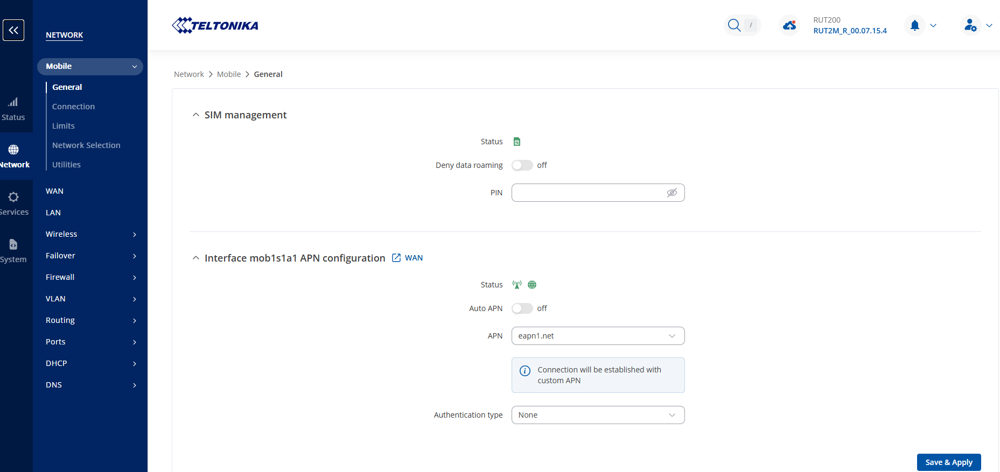 TELTONIKA
/
RUT200
RUT2M_R_00.07.15.4
NETWORK
Mobile
General
Connection
Limits
Network Selection
Utilities
WAN
LAN
Wireless
Failover
Firewall
VLAN
Routing
Ports
DHCP
DNS
Status
Network
Services
System
Network > Mobile > General
SIM management
Status
Deny data roaming off
PIN
Interface mob1s1a1 APN configuration WAN
Status
Auto APN off
APN eapn1.net
Connection will be established with
custom APN
Authentication type None
Save & Apply